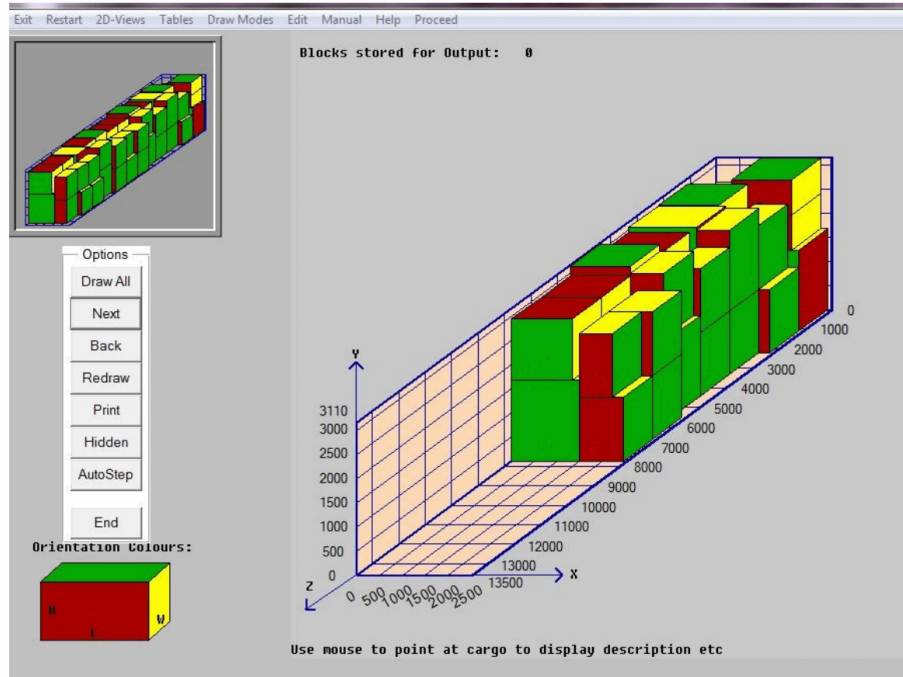 Exit Restart 2D-Views Tables Draw Modes Edit Manual Help Proceed
Blocks stored for Output: 0
Options
Draw All
Next
Back
Redraw
Print
Hidden
AutoStep
End
Orientation Colours:
H
L
W
Y
3110
3000
2500
2000
1500
1000
500
0
Z
0 500 1000 1500 2000 2500
X
13500
13000
12000
11000
10000
9000
8000
7000
6000
5000
4000
3000
2000
1000
0
Use mouse to point at cargo to display description etc